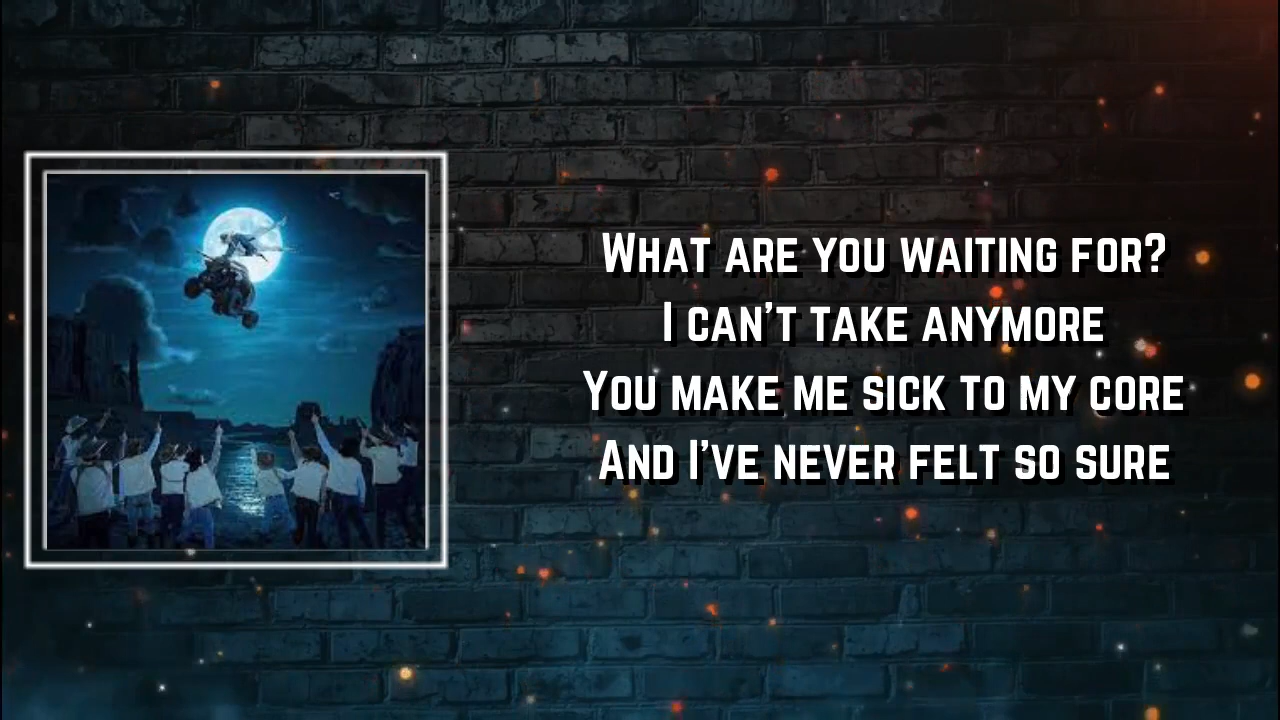 What are you waiting for?
I can't take anymore
You make me sick to my core
And I've never felt so sure